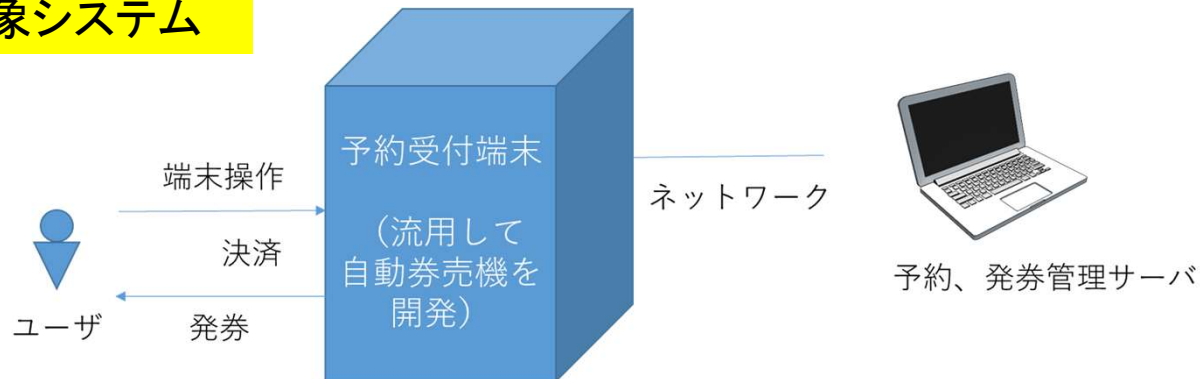 象システム
予約受付端末
（流用して
自動券売機を
開発）
端末操作
決済
発券
ユーザ
ネットワーク
予約、発券管理サーバ